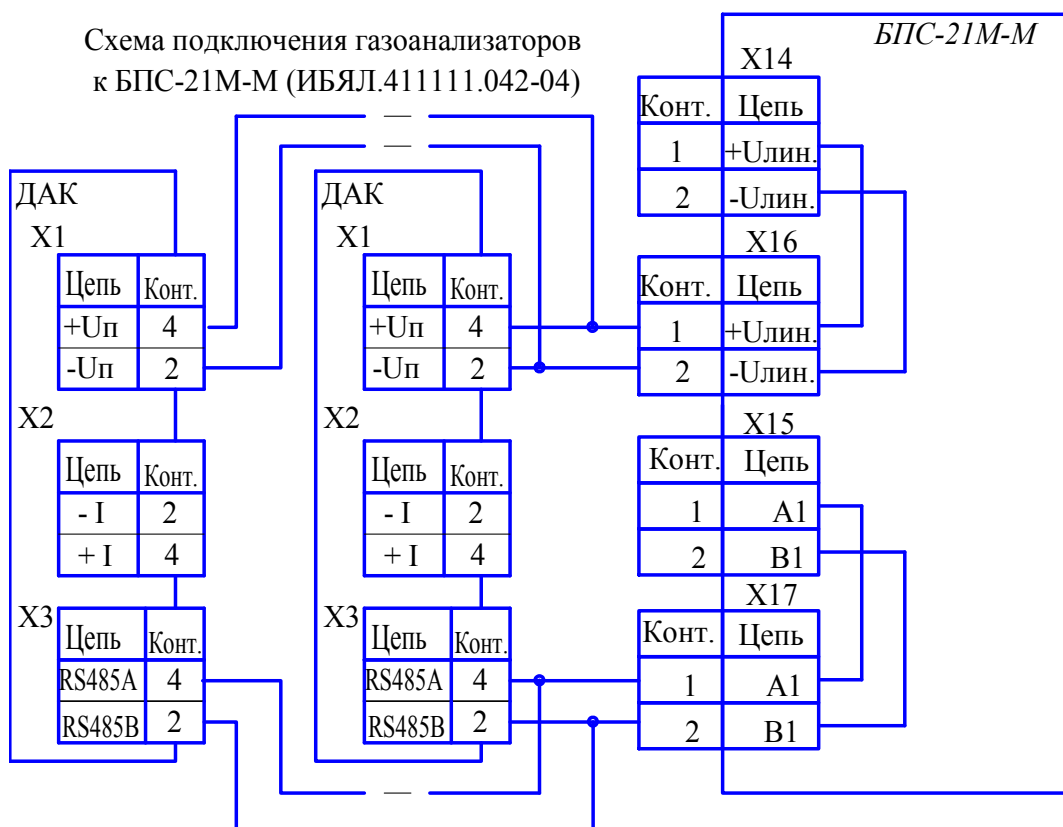 Схема подключения газоанализаторов
к БПС-21М-М (ИБЯЛ.411111.042-04)
БПС-21М-М
X14
Конт. Цепь
1 +Uлин.
2 -Uлин.
X16
Конт. Цепь
1 +Uлин.
2 -Uлин.
X15
Конт. Цепь
1 A1
2 B1
X17
Конт. Цепь
1 A1
2 B1
ДАК
X1
Цепь Конт.
+Uп 4
-Uп 2
X2
Цепь Конт.
- I 2
+ I 4
X3
Цепь Конт.
RS485A 4
RS485B 2
ДАК
X1
Цепь Конт.
+Uп 4
-Uп 2
X2
Цепь Конт.
- I 2
+ I 4
X3
Цепь Конт.
RS485A 4
RS485B 2